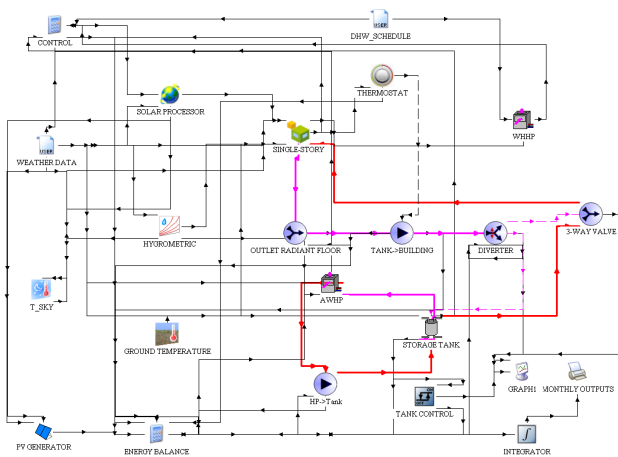 CONTROL
DHW_SCHEDULE
THERMOSTAT
SOLAR PROCESSOR
WHHP
SINGLE-STORY
USER
WEATHER DATA
HYGROMETRIC
OUTLET RADIANT FLOOR
TANK->BUILDING
DIVERTER
3-WAY VALVE
T_SKY
AWHP
GROUND TEMPERATURE
STORAGE TANK
HP->Tank
TANK CONTROL
GRAPH1
MONTHLY OUTPUTS
PV GENERATOR
ENERGY BALANCE
INTEGRATOR